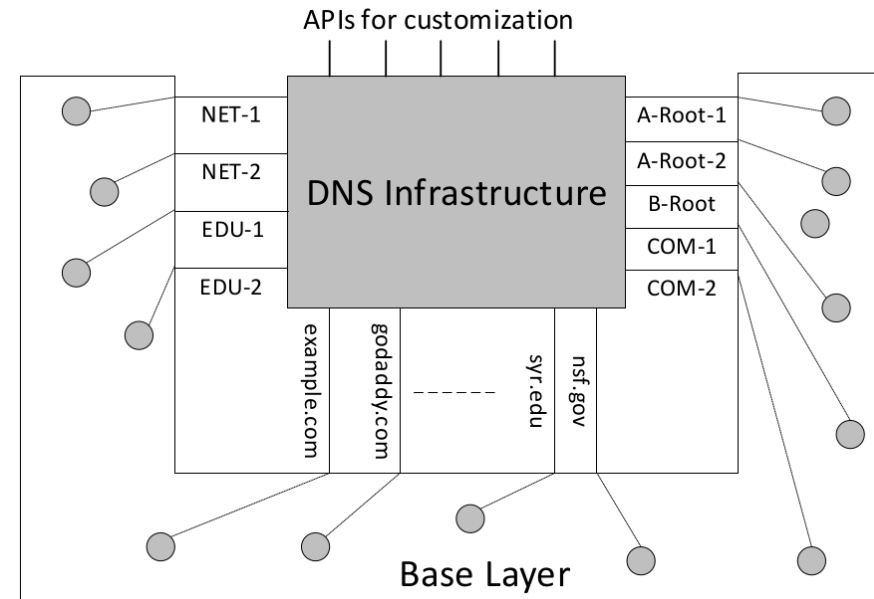 APIs for customization
NET-1
NET-2
EDU-1
EDU-2
DNS Infrastructure
A-Root-1
A-Root-2
B-Root
COM-1
COM-2
example.com
godaddy.com
syr.edu
nsf.gov
Base Layer